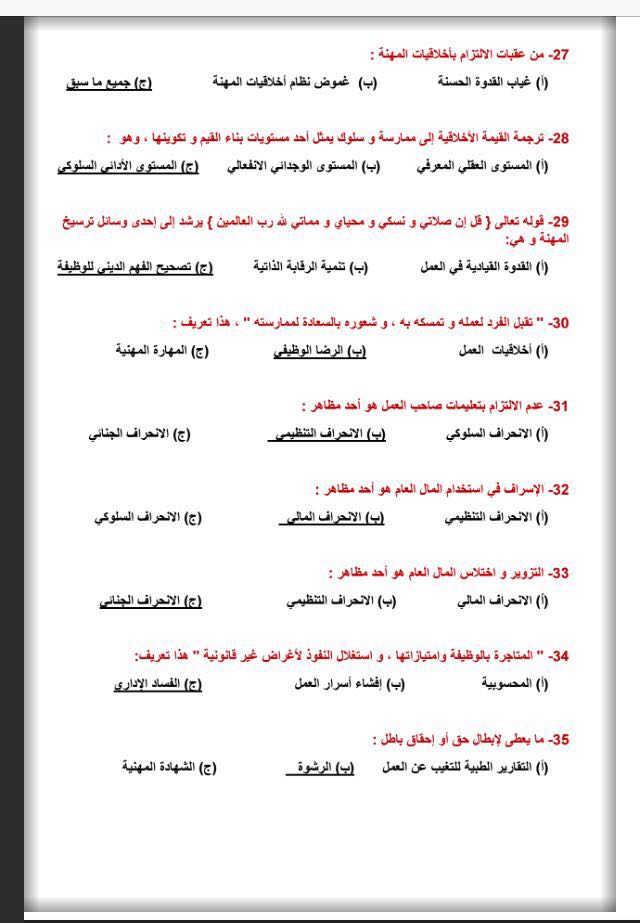 27- من عقبات الالتزام بأخلاقيات المهنة :
(أ) غياب القدوة الحسنة (ب) غموض نظام أخلاقيات المهنة (ج) جميع ما سبق
28- ترجمة القيمة الأخلاقية إلى ممارسة و سلوك يمثل أحد مستويات بناء القيم و تكوينها ، وهو :
(أ) المستوى العقلي المعرفي (ب) المستوى الوجداني الانفعالي (ج) المستوى الأدائي السلوكي
29- قوله تعالى { قل إن صلاتي و نسكي و محياي و مماتي لله رب العالمين } يرشد إلى إحدى وسائل ترسيخ
المهنة و هي:
(أ) القدوة القيادية في العمل (ب) تنمية الرقابة الذاتية (ج) تصحيح الفهم الديني للوظيفة
30- " تقبل الفرد لعمله و تمسكه به ، و شعوره بالسعادة لممارسته " ، هذا تعريف :
(أ) أخلاقيات العمل (ب) الرضا الوظيفي (ج) المهارة المهنية
31- عدم الالتزام بتعليمات صاحب العمل هو أحد مظاهر :
(أ) الانحراف السلوكي (ب) الانحراف التنظيمي (ج) الانحراف الجنائي
32- الإسراف في استخدام المال العام هو أحد مظاهر :
(أ) الانحراف التنظيمي (ب) الانحراف المالي (ج) الانحراف السلوكي
33- التزوير و اختلاس المال العام هو أحد مظاهر :
(أ) الانحراف المالي (ب) الانحراف التنظيمي (ج) الانحراف الجنائي
34- " المتاجرة بالوظيفة وامتيازاتها ، و استغلال النفوذ لأغراض غير قانونية " هذا تعريف:
(أ) المحسوبية (ب) إفشاء أسرار العمل (ج) الفساد الإداري
35- ما يعطى لإبطال حق أو إحقاق باطل :
(أ) التقارير الطبية للتغيب عن العمل (ب) الرشوة (ج) الشهادة المهنية